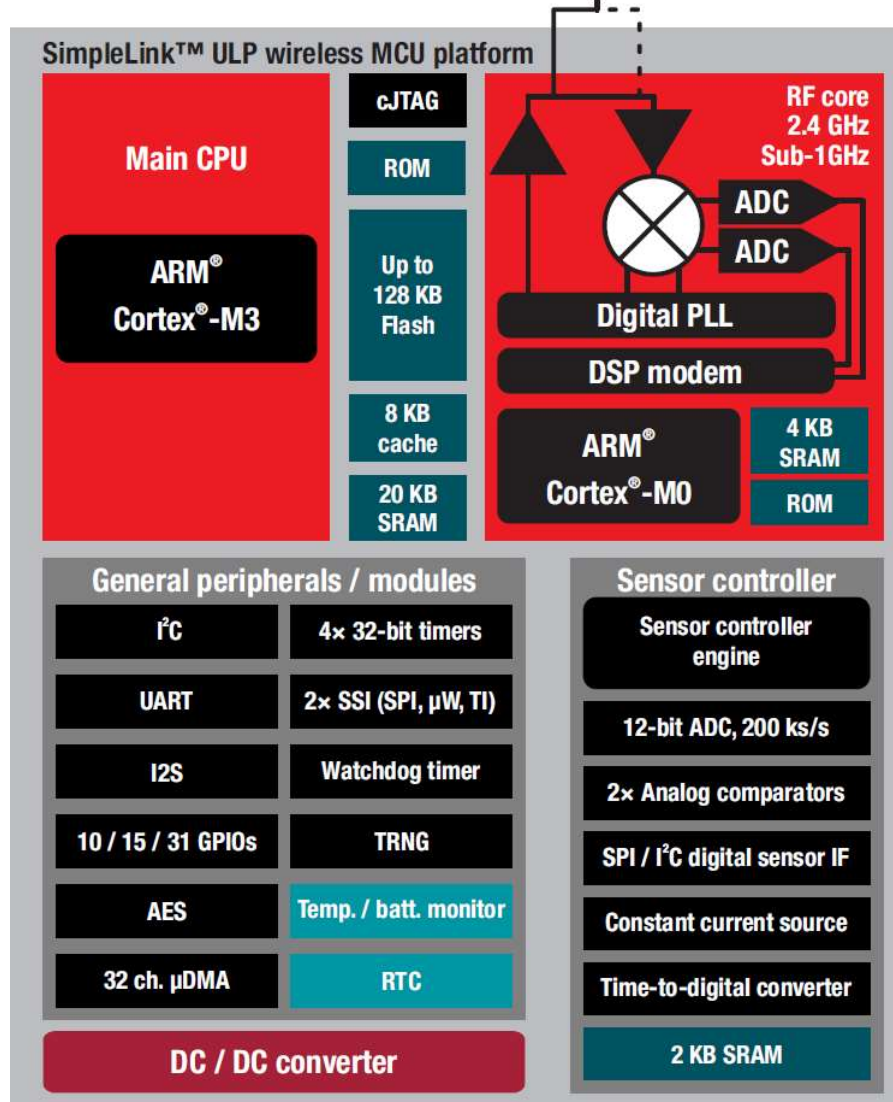 SimpleLink™ ULP wireless MCU platform
Main CPU
ARM®
Cortex®-M3
cJTAG
ROM
Up to
128 KB
Flash
8 KB
cache
20 KB
SRAM
RF core
2.4 GHz
Sub-1GHz
ADC
ADC
Digital PLL
DSP modem
ARM®
Cortex®-M0
4 KB
SRAM
ROM
General peripherals / modules
I²C
4× 32-bit timers
UART
2× SSI (SPI, µW, TI)
I2S
Watchdog timer
10 / 15 / 31 GPIOs
TRNG
AES
Temp. / batt. monitor
32 ch. µDMA
RTC
DC / DC converter
Sensor controller
Sensor controller
engine
12-bit ADC, 200 ks/s
2× Analog comparators
SPI / I²C digital sensor IF
Constant current source
Time-to-digital converter
2 KB SRAM